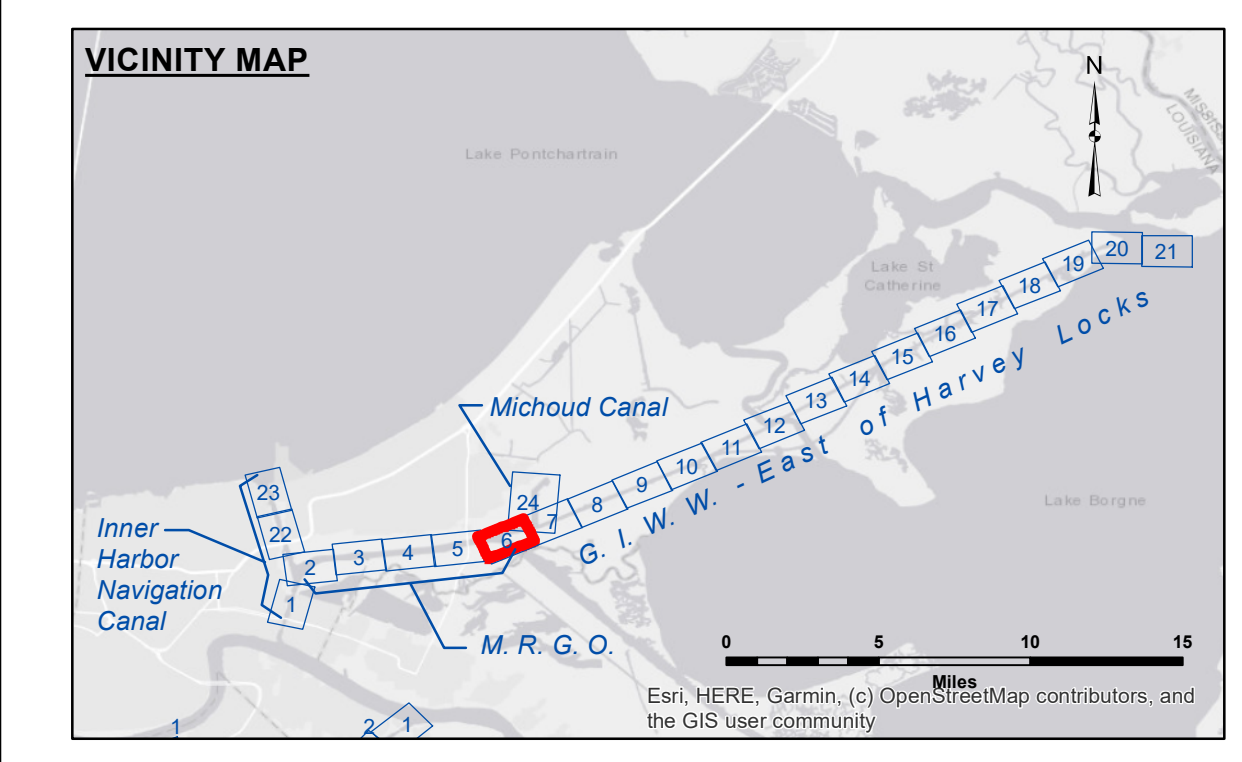 VICINITY MAP
N
MISSIS
LOUISIANA
Lake Pontchartrain
Lake St
Catherine
20
21
19
18
17
16
15
14
13
12
11
10
9
8
7
24
6
5
4
3
2
1
22
23
G. I. W. W. - East of Harvey Locks
Michoud Canal
Lake Borgne
Inner
Harbor
Navigation
Canal
M. R. G. O.
0 5 10 15
Miles
Esri, HERE, Garmin, (c) OpenStreetMap contributors, and
the GIS user community
1
2
1